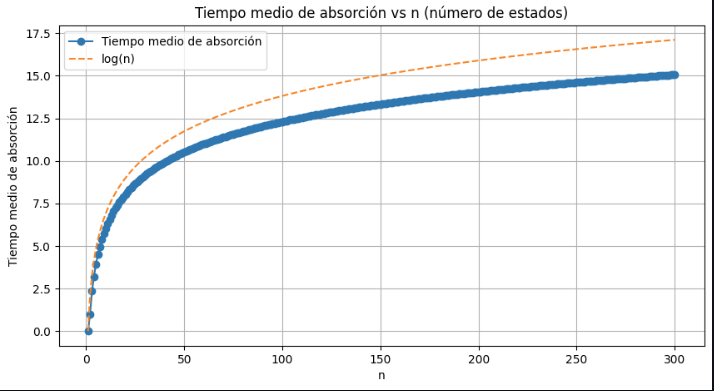 Tiempo medio de absorción vs n (número de estados)
Tiempo medio de absorción
log(n)
Tiempo medio de absorción
17.5
15.0
12.5
10.0
7.5
5.0
2.5
0.0
0 50 100 150 200 250 300
n